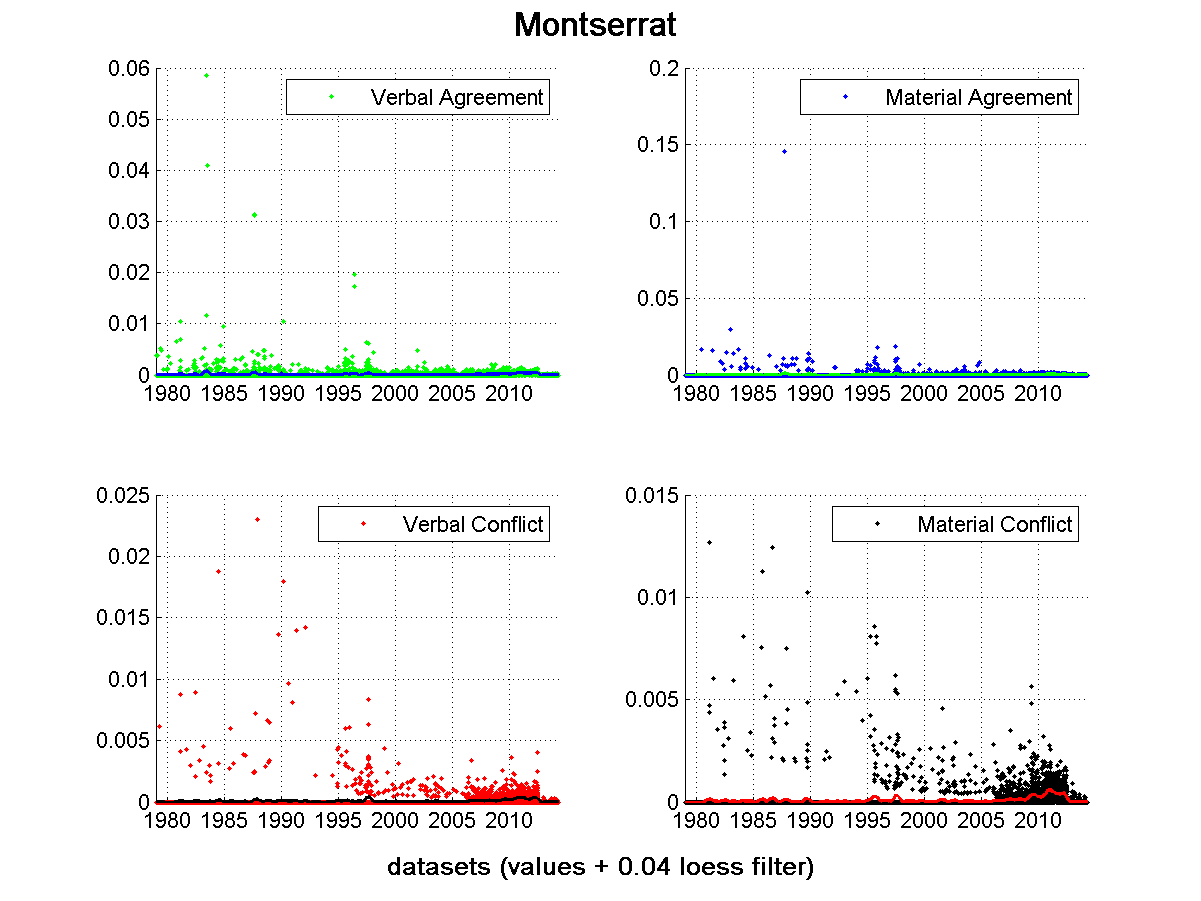 Montserrat
0.06
0.05
0.04
0.03
0.02
0.01
0
Verbal Agreement
1980 1985 1990 1995 2000 2005 2010
0.2
0.15
0.1
0.05
0
Material Agreement
1980 1985 1990 1995 2000 2005 2010
0.025
0.02
0.015
0.01
0.005
0
Verbal Conflict
1980 1985 1990 1995 2000 2005 2010
0.015
0.01
0.005
0
Material Conflict
1980 1985 1990 1995 2000 2005 2010
datasets (values + 0.04 loess filter)